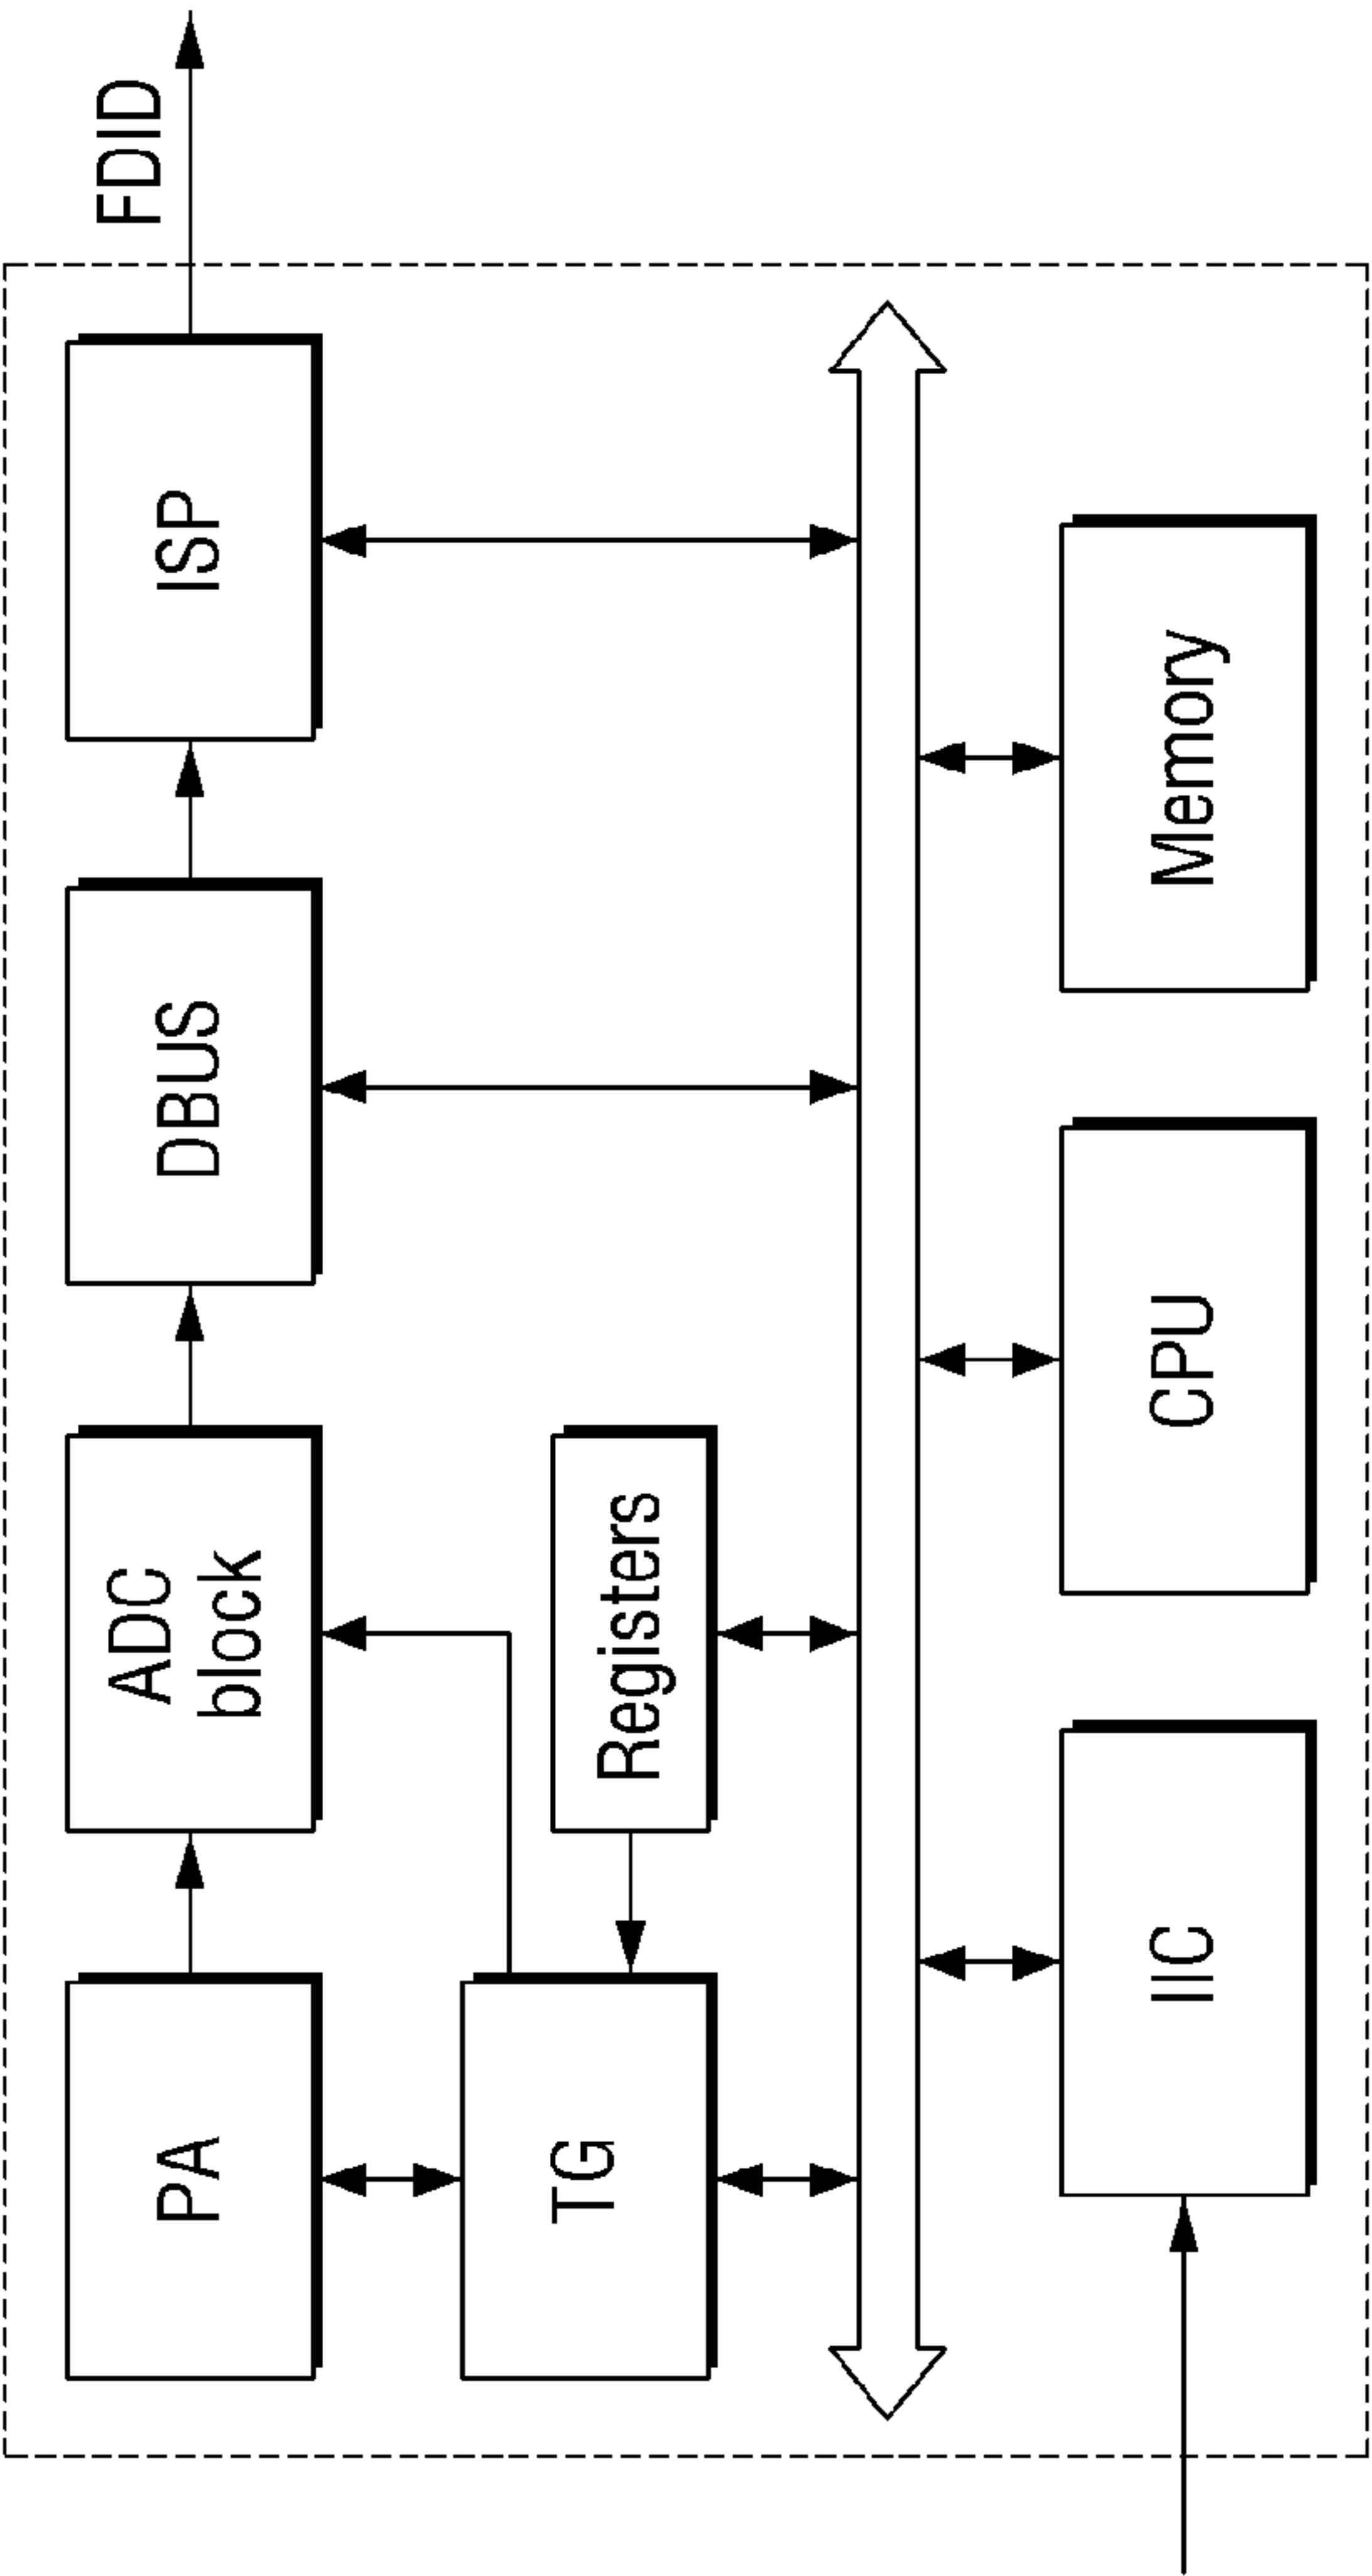 PA
ADC
block
DBUS
ISP
FDID
TG
Registers
IIC
CPU
Memory